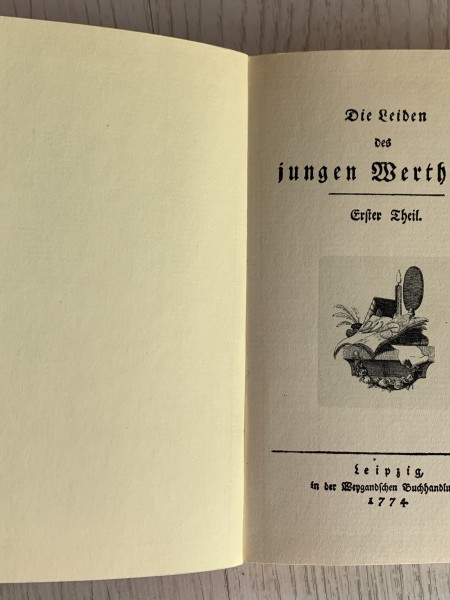 Die Leiden
des
jungen Werth
Erster Theil.
Leipzig,
in der Weygandschen Buchhandlu
1774